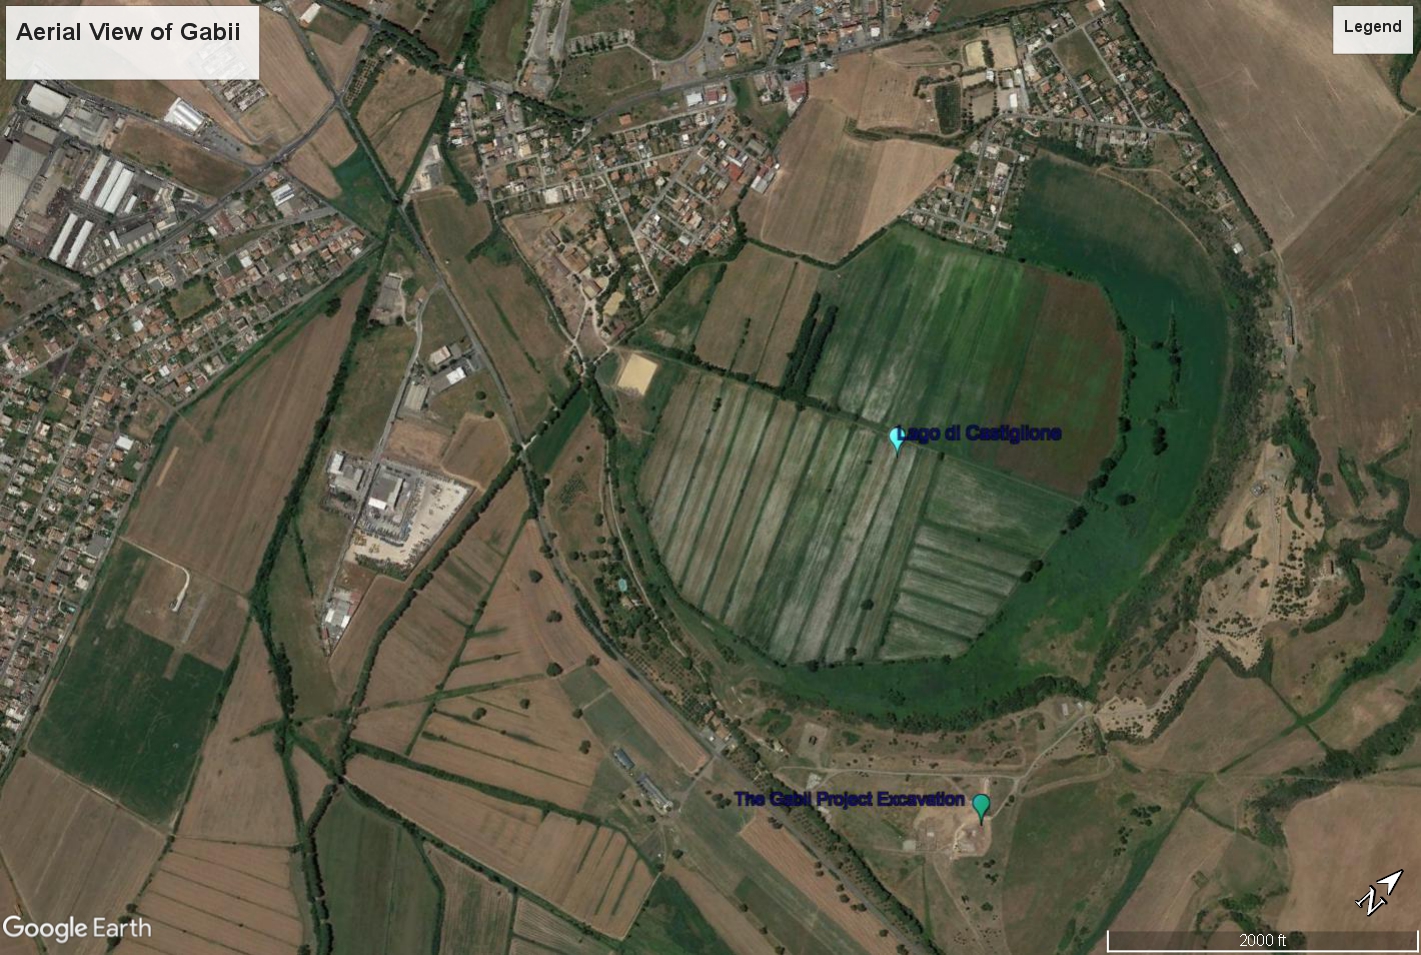 Aerial View of Gabii
Legend
Lago di Castiglione
The Gabii Project Excavation
N
Google Earth
2000 ft